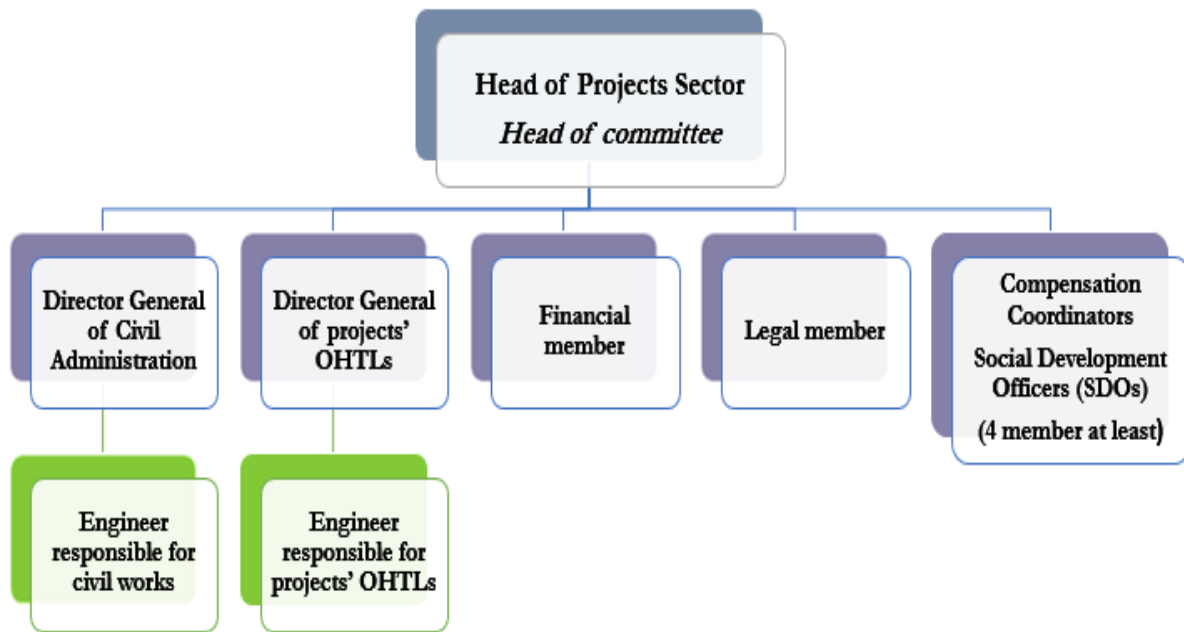 Head of Projects Sector
Head of committee
Director General
of Civil
Administration
Director General
of projects’
OHTLs
Financial
member
Legal member
Compensation
Coordinators
Social Development
Officers (SDOs)
(4 member at least)
Engineer
responsible for
civil works
Engineer
responsible for
projects’ OHTLs